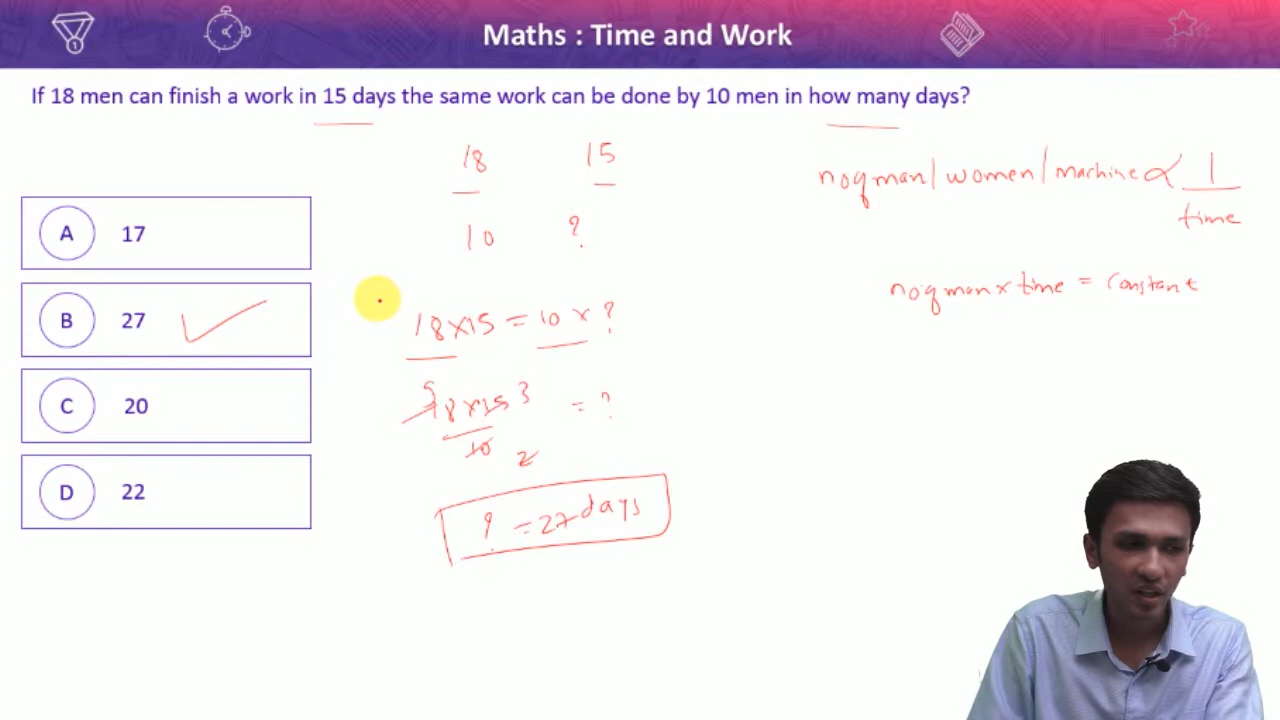 Maths : Time and Work
If 18 men can finish a work in 15 days the same work can be done by 10 men in how many days?
A 17
B 27
C 20
D 22
18 15
10 ?
18×15 = 10 × ?
9 18×15 3 = ?
10 2
? = 27 days
no of man / women / machine ∝ 1
time
no of man × time = constant